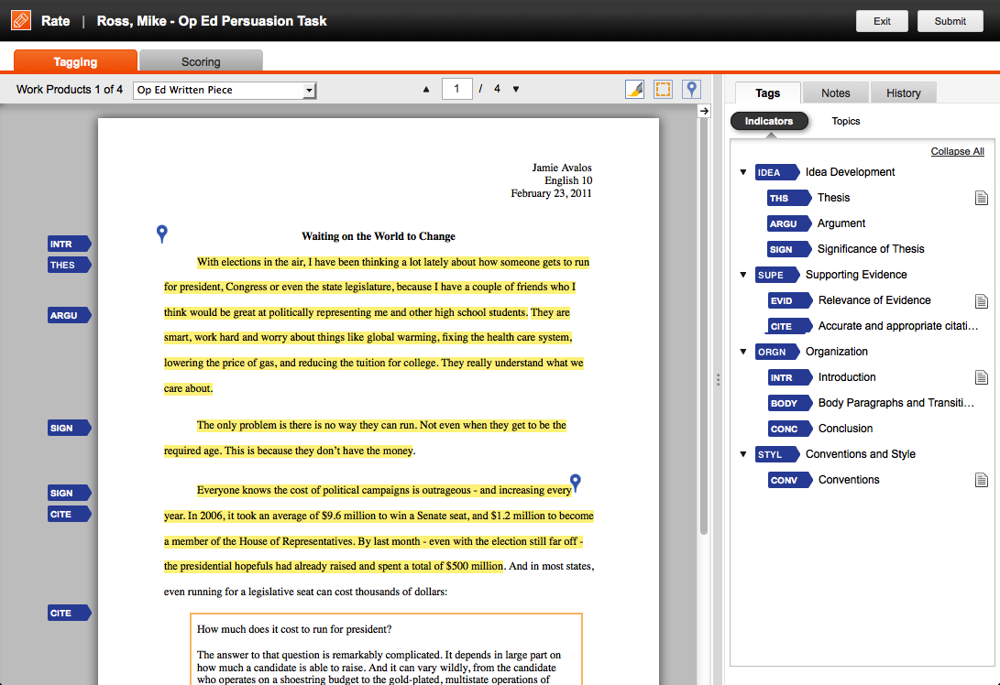 Rate | Ross, Mike - Op Ed Persuasion Task
Exit
Submit
Tagging
Scoring
Work Products 1 of 4
Op Ed Written Piece
1 / 4
Tags
Notes
History
Indicators
Topics
Collapse All
IDEA Idea Development
THS Thesis
ARGU Argument
SIGN Significance of Thesis
SUPE Supporting Evidence
EVID Relevance of Evidence
CITE Accurate and appropriate citati...
ORGN Organization
INTR Introduction
BODY Body Paragraphs and Transiti...
CONC Conclusion
STYL Conventions and Style
CONV Conventions
INTR
THES
ARGU
SIGN
SIGN
CITE
CITE
Jamie Avalos
English 10
February 23, 2011
Waiting on the World to Change
With elections in the air, I have been thinking a lot lately about how someone gets to run
for president, Congress or even the state legislature, because I have a couple of friends who I
think would be great at politically representing me and other high school students. They are
smart, work hard and worry about things like global warming, fixing the health care system,
lowering the price of gas, and reducing the tuition for college. They really understand what we
care about.
The only problem is there is no way they can run. Not even when they get to be the
required age. This is because they don't have the money.
Everyone knows the cost of political campaigns is outrageous - and increasing every
year. In 2006, it took an average of $9.6 million to win a Senate seat, and $1.2 million to become
a member of the House of Representatives. By last month - even with the election still far off -
the presidential hopefuls had already raised and spent a total of $500 million. And in most states,
even running for a legislative seat can cost thousands of dollars:
How much does it cost to run for president?
The answer to that question is remarkably complicated. It depends in large part on
how much a candidate is able to raise. And it can vary wildly, from the candidate
who operates on a shoestring budget to the gold-plated, multistate operations of